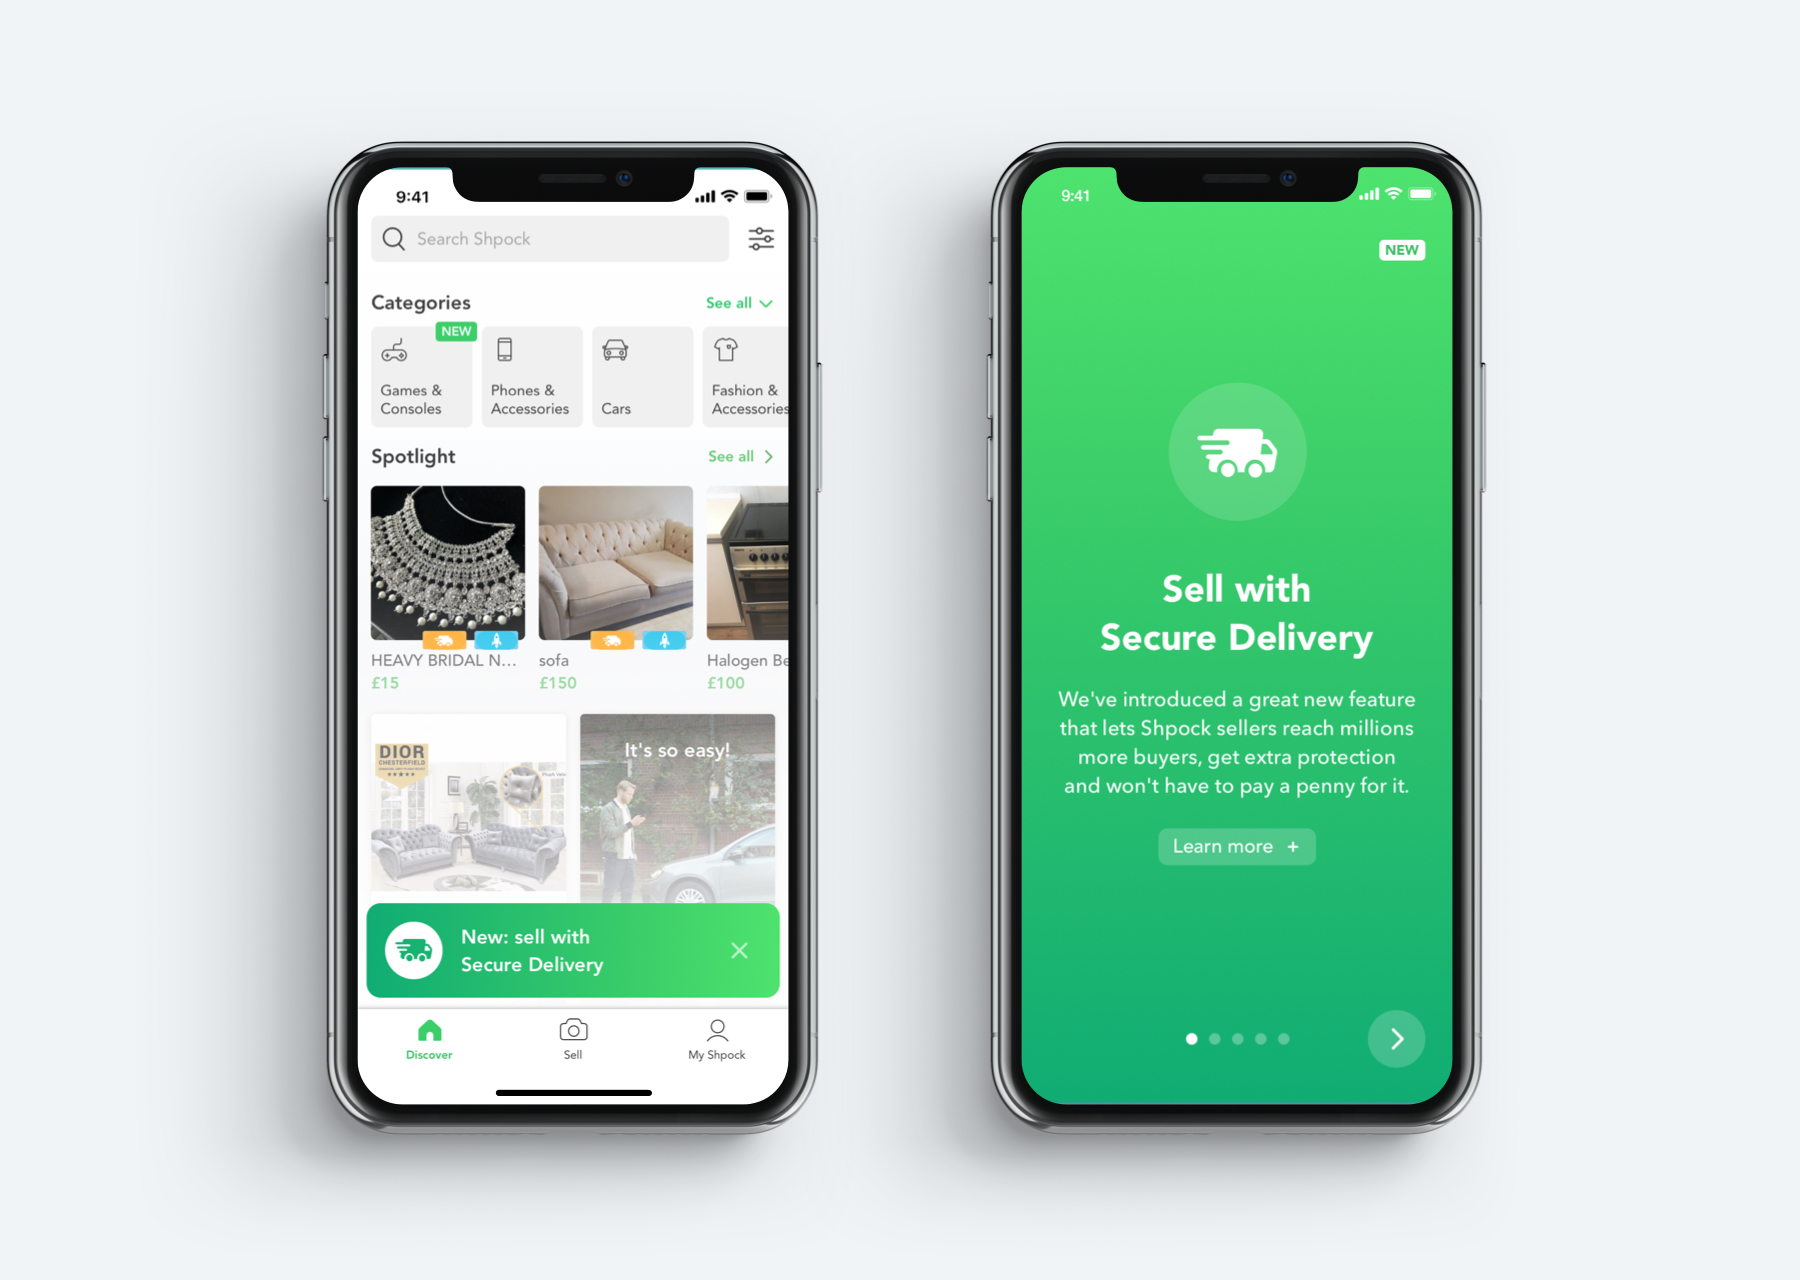 9:41
Search Shpock
Categories
See all
NEW
Games &
Consoles
Phones &
Accessories
Cars
Fashion &
Accessories
Spotlight
See all
HEAVY BRIDAL N...
£15
sofa
£150
Halogen Be
£100
DIOR
CHESTERFIELD
It's so easy!
New: sell with
Secure Delivery
Discover
Sell
My Shpock
9:41
NEW
Sell with
Secure Delivery
We've introduced a great new feature
that lets Shpock sellers reach millions
more buyers, get extra protection
and won't have to pay a penny for it.
Learn more +